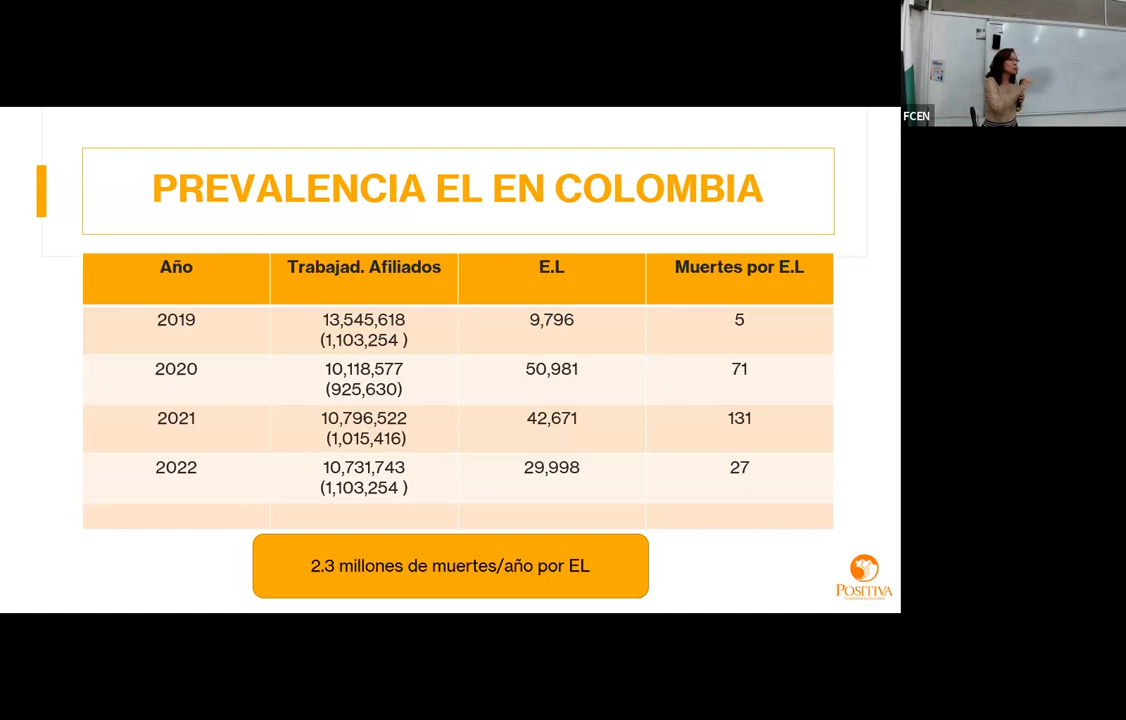 FCEN
PREVALENCIA EL EN COLOMBIA
Año Trabajad. Afiliados E.L Muertes por E.L
2019 13,545,618 9,796 5
(1,103,254 )
2020 10,118,577 50,981 71
(925,630)
2021 10,796,522 42,671 131
(1,015,416)
2022 10,731,743 29,998 27
(1,103,254 )
2.3 millones de muertes/año por EL
POSITIVA